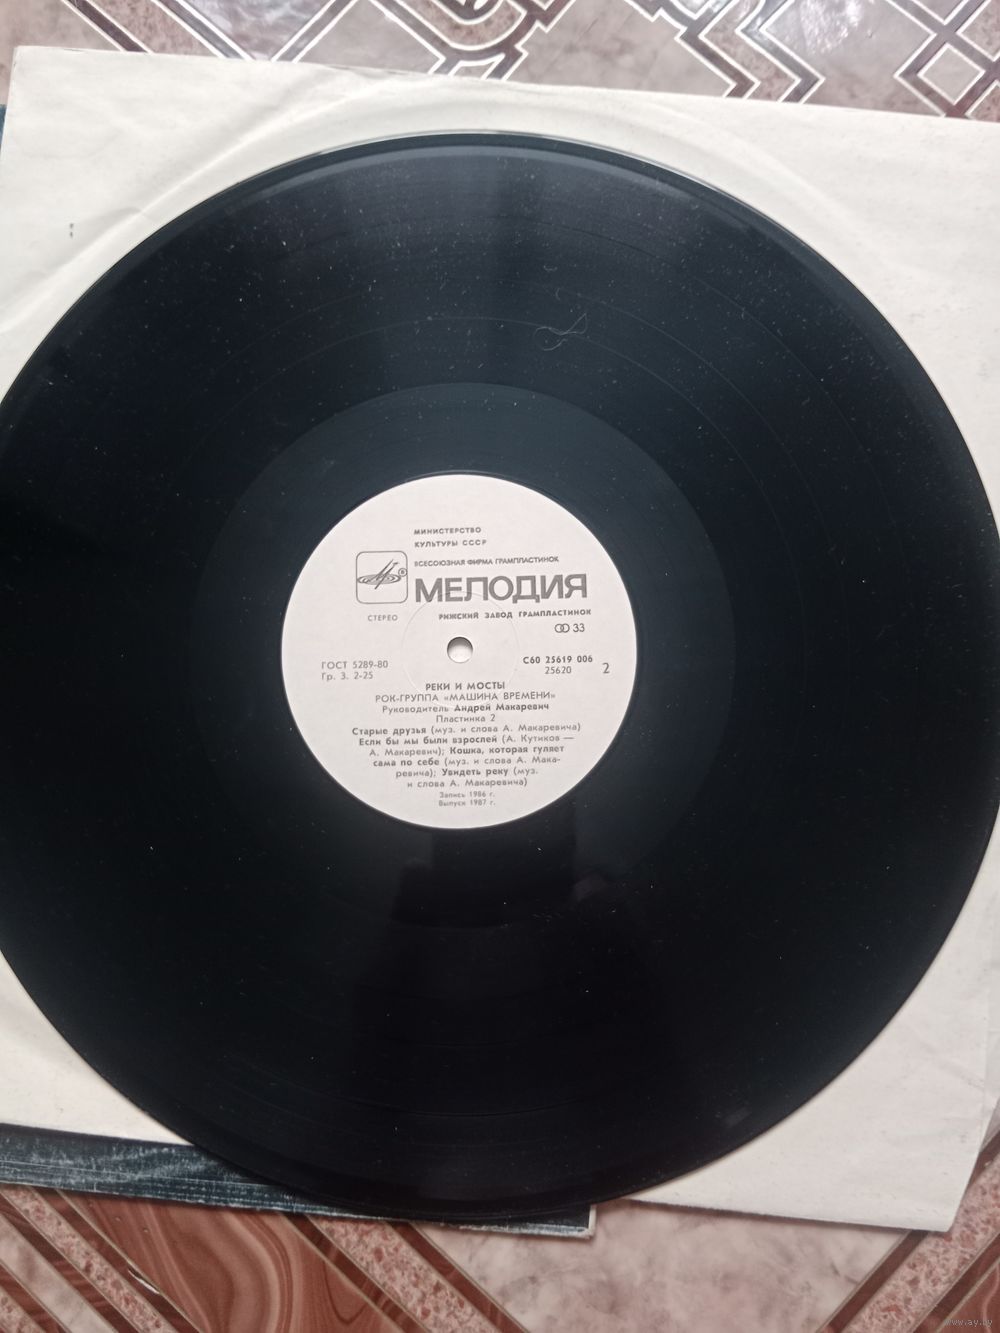 МИНИСТЕРСТВО
КУЛЬТУРЫ СССР
ВСЕСОЮЗНАЯ ФИРМА ГРАМПЛАСТИНОК
МЕЛОДИЯ
СТЕРЕО
РИЖСКИЙ ЗАВОД ГРАМПЛАСТИНОК
33
ГОСТ 5289-80
Гр. 3. 2-25
С60 25619 006
25620
2
РЕКИ И МОСТЫ
РОК-ГРУППА «МАШИНА ВРЕМЕНИ»
Руководитель Андрей Макаревич
Пластинка 2
Старые друзья (муз. и слова А. Макаревича)
Если бы мы были взрослей (А. Кутиков —
А. Макаревич); Кошка, которая гуляет
сама по себе (муз. и слова А. Мака-
ревича); Увидеть реку (муз.
и слова А. Макаревича)
Запись 1986 г.
Выпуск 1987 г.
www.ay.by